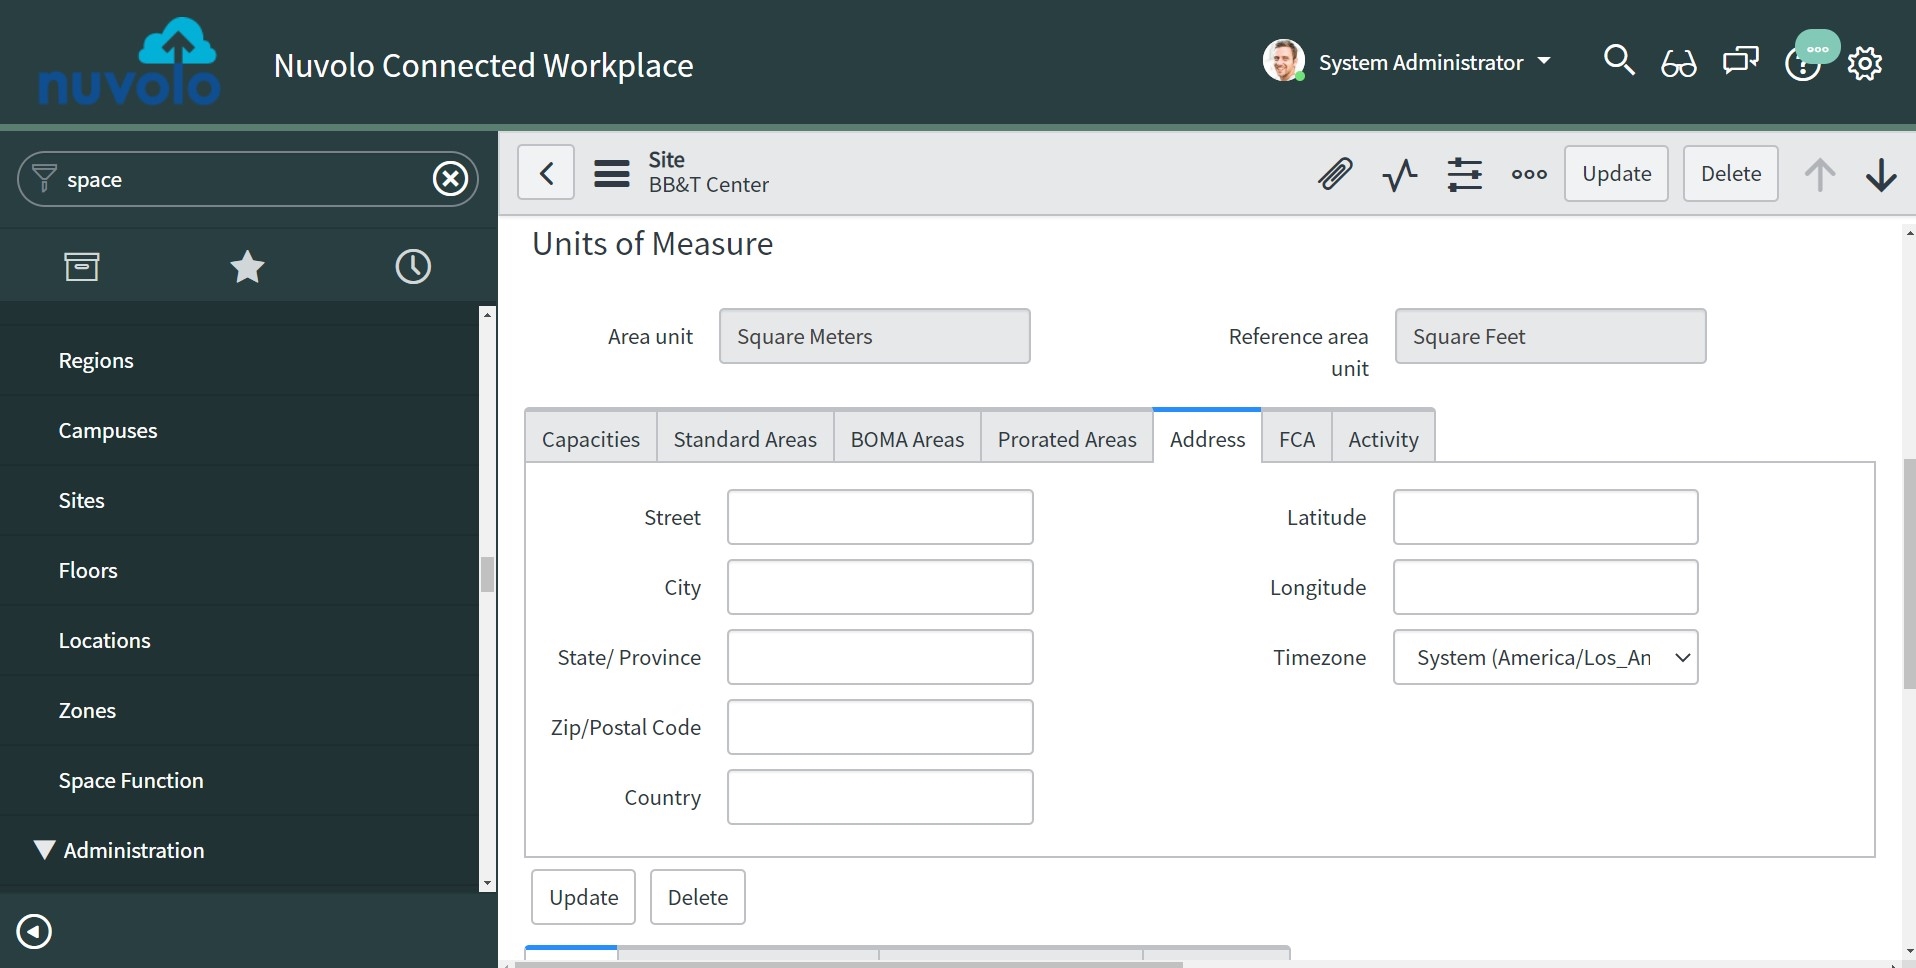 nuvolo
Nuvolo Connected Workplace
System Administrator
space
Regions
Campuses
Sites
Floors
Locations
Zones
Space Function
Administration
Site
BB&T Center
Update
Delete
Units of Measure
Area unit
Square Meters
Reference area
unit
Square Feet
Capacities
Standard Areas
BOMA Areas
Prorated Areas
Address
FCA
Activity
Street
City
State/ Province
Zip/Postal Code
Country
Latitude
Longitude
Timezone
System (America/Los_An
Update
Delete